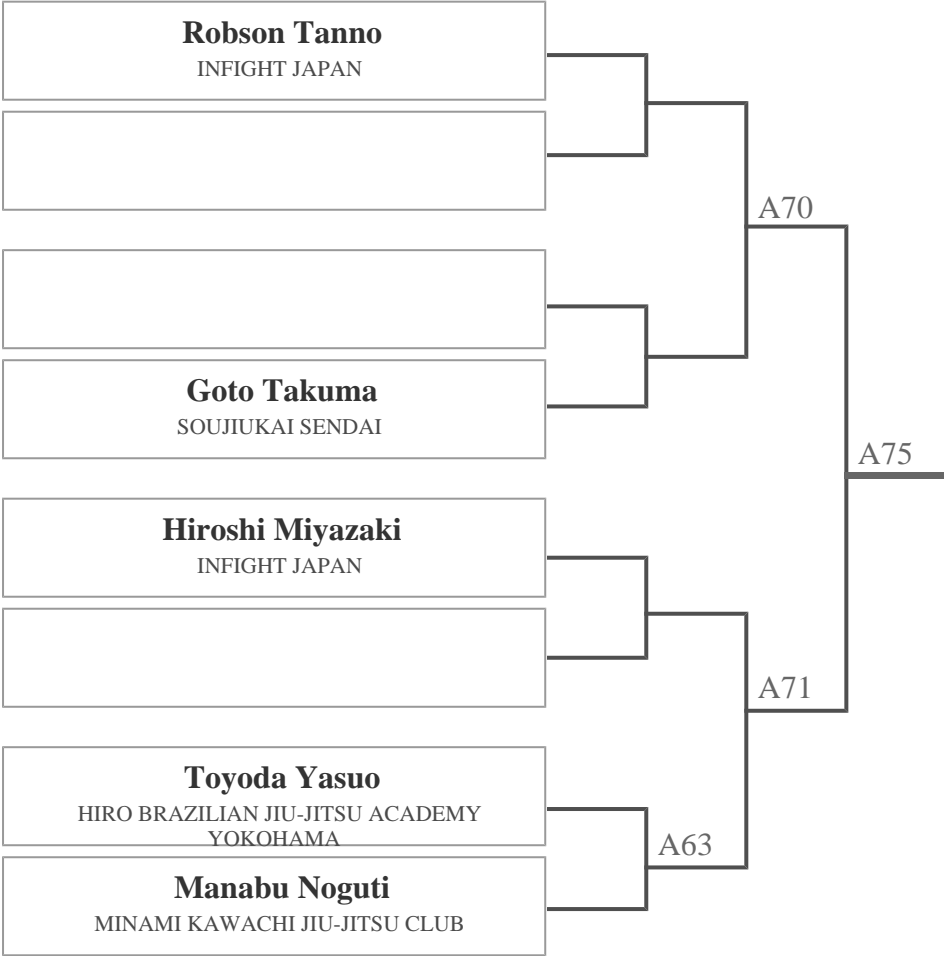 Robson Tanno
INFIGHT JAPAN
A70
Goto Takuma
SOUJIUKAI SENDAI
A75
Hiroshi Miyazaki
INFIGHT JAPAN
A71
Toyoda Yasuo
HIRO BRAZILIAN JIU-JITSU ACADEMY
YOKOHAMA
A63
Manabu Noguti
MINAMI KAWACHI JIU-JITSU CLUB